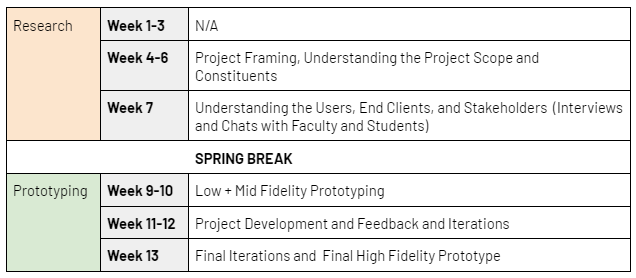 Research
Week 1-3
N/A
Week 4-6
Project Framing, Understanding the Project Scope and
Constituents
Week 7
Understanding the Users, End Clients, and Stakeholders (Interviews
and Chats with Faculty and Students)
SPRING BREAK
Prototyping
Week 9-10
Low + Mid Fidelity Prototyping
Week 11-12
Project Development and Feedback and Iterations
Week 13
Final Iterations and Final High Fidelity Prototype